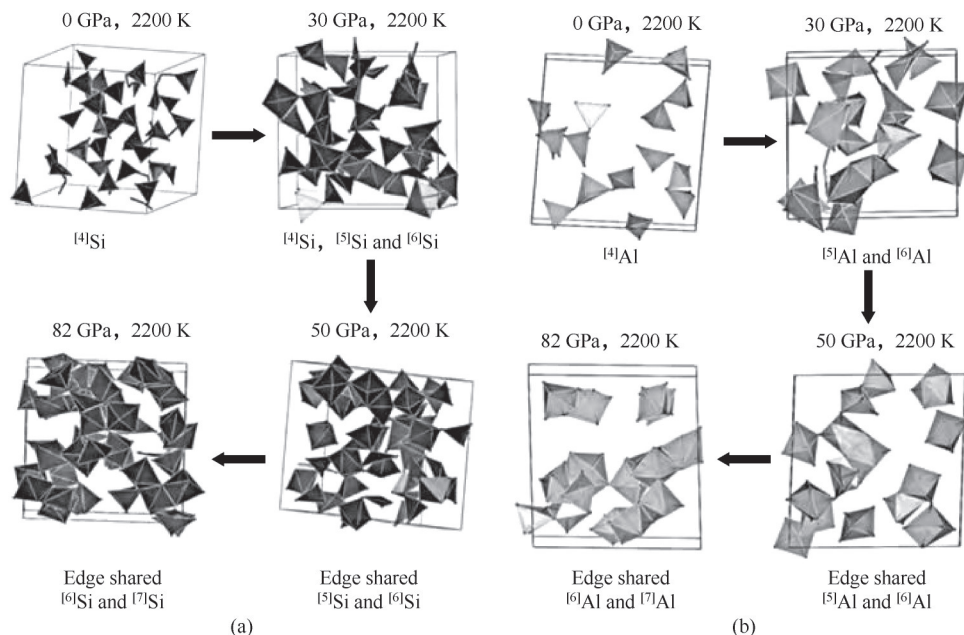 0 GPa, 2200 K
30 GPa, 2200 K
[4]Si
[4]Si, [5]Si and [6]Si
82 GPa, 2200 K
50 GPa, 2200 K
Edge shared
[6]Si and [7]Si
Edge shared
[5]Si and [6]Si
(a)
0 GPa, 2200 K
30 GPa, 2200 K
[4]Al
[5]Al and [6]Al
82 GPa, 2200 K
50 GPa, 2200 K
Edge shared
[6]Al and [7]Al
Edge shared
[5]Al and [6]Al
(b)